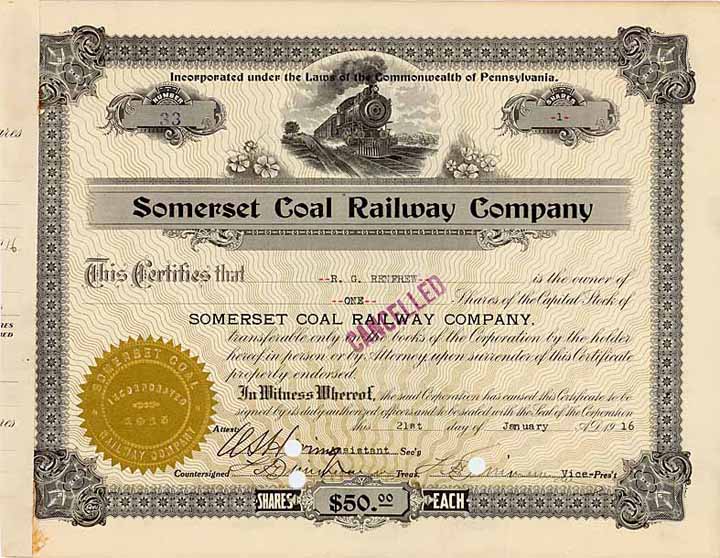 Incorporated under the Laws of the Commonwealth of Pennsylvania.
NUMBER
33
-1-
Somerset Coal Railway Company
This Certifies that --R. G. RENFREW-- is the owner of
--ONE-- Shares of the Capital Stock of
SOMERSET COAL RAILWAY COMPANY.
CANCELLED
transferable only on the books of the Corporation by the holder
hereof in person or by Attorney, upon surrender of this Certificate
properly endorsed.
In Witness Whereof, the said Corporation has caused this Certificate to be
signed by its duly authorized officers and to be sealed with the Seal of the Corporation
this 21st day of January A.D. 1916
SOMERSET COAL
INCORPORATED
1915
RAILWAY COMPANY
Attest
Assistant Sec'y
Countersigned
Treas. Vice-Pres't
SHARES $50.00 EACH